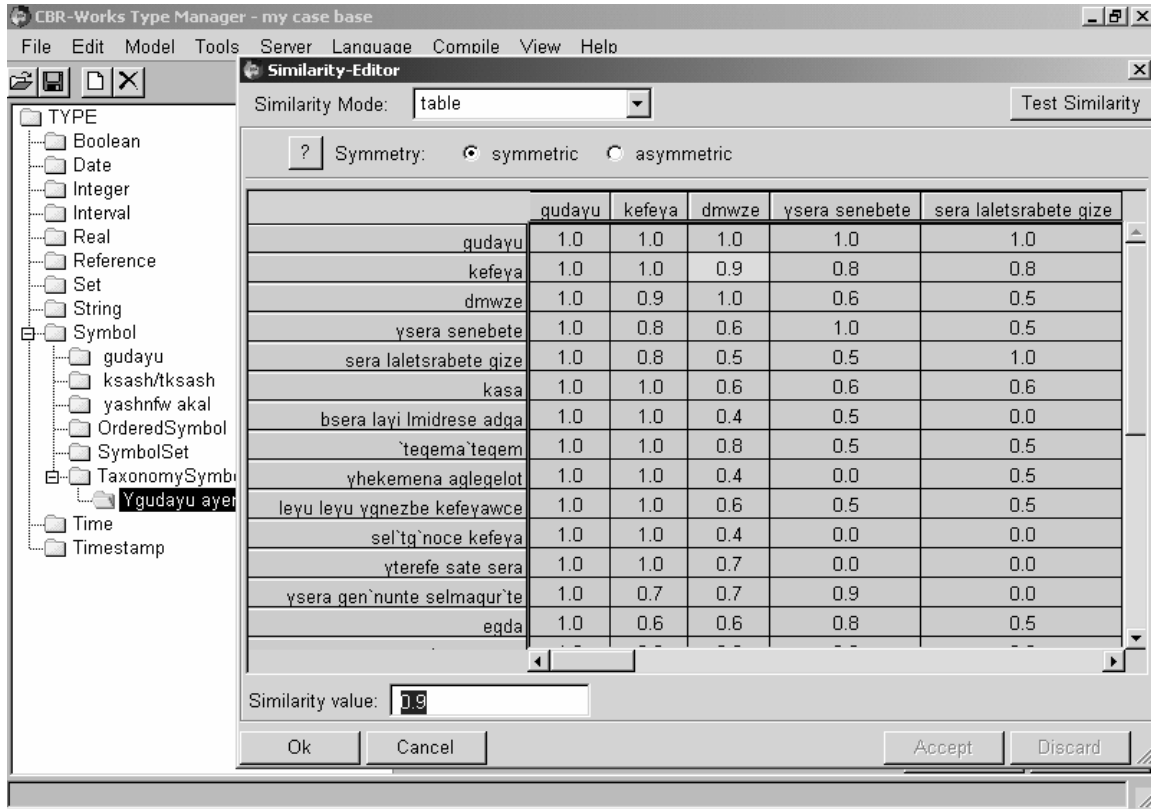 CBR-Works Type Manager - my case base
File Edit Model Tools Server Language Compile View Help
Similarity-Editor
Similarity Mode: table Test Similarity
? Symmetry: symmetric asymmetric
TYPE
Boolean
Date
Integer
Interval
Real
Reference
Set
String
Symbol
gudayu
ksash/tksash
yashnfw akal
OrderedSymbol
SymbolSet
TaxonomySymb
Ygudayu ayer
Time
Timestamp
gudayu kefeya dmwze ysera senebete sera laletsrabete gize
gudayu 1.0 1.0 1.0 1.0 1.0
kefeya 1.0 1.0 0.9 0.8 0.8
dmwze 1.0 0.9 1.0 0.6 0.5
ysera senebete 1.0 0.8 0.6 1.0 0.5
sera laletsrabete gize 1.0 0.8 0.5 0.5 1.0
kasa 1.0 1.0 0.6 0.6 0.6
bsera layi lmidrese adga 1.0 1.0 0.4 0.5 0.0
`teqema`teqem 1.0 1.0 0.8 0.5 0.5
yhekemena aglegelot 1.0 1.0 0.4 0.0 0.5
leyu leyu ygnezbe kefeyawce 1.0 1.0 0.6 0.5 0.5
sel`tg`noce kefeya 1.0 1.0 0.4 0.0 0.0
yterefe sate sera 1.0 1.0 0.7 0.0 0.0
ysera gen`nunte selmaqur`te 1.0 0.7 0.7 0.9 0.0
egda 1.0 0.6 0.6 0.8 0.5
Similarity value: 0.9
Ok Cancel Accept Discard